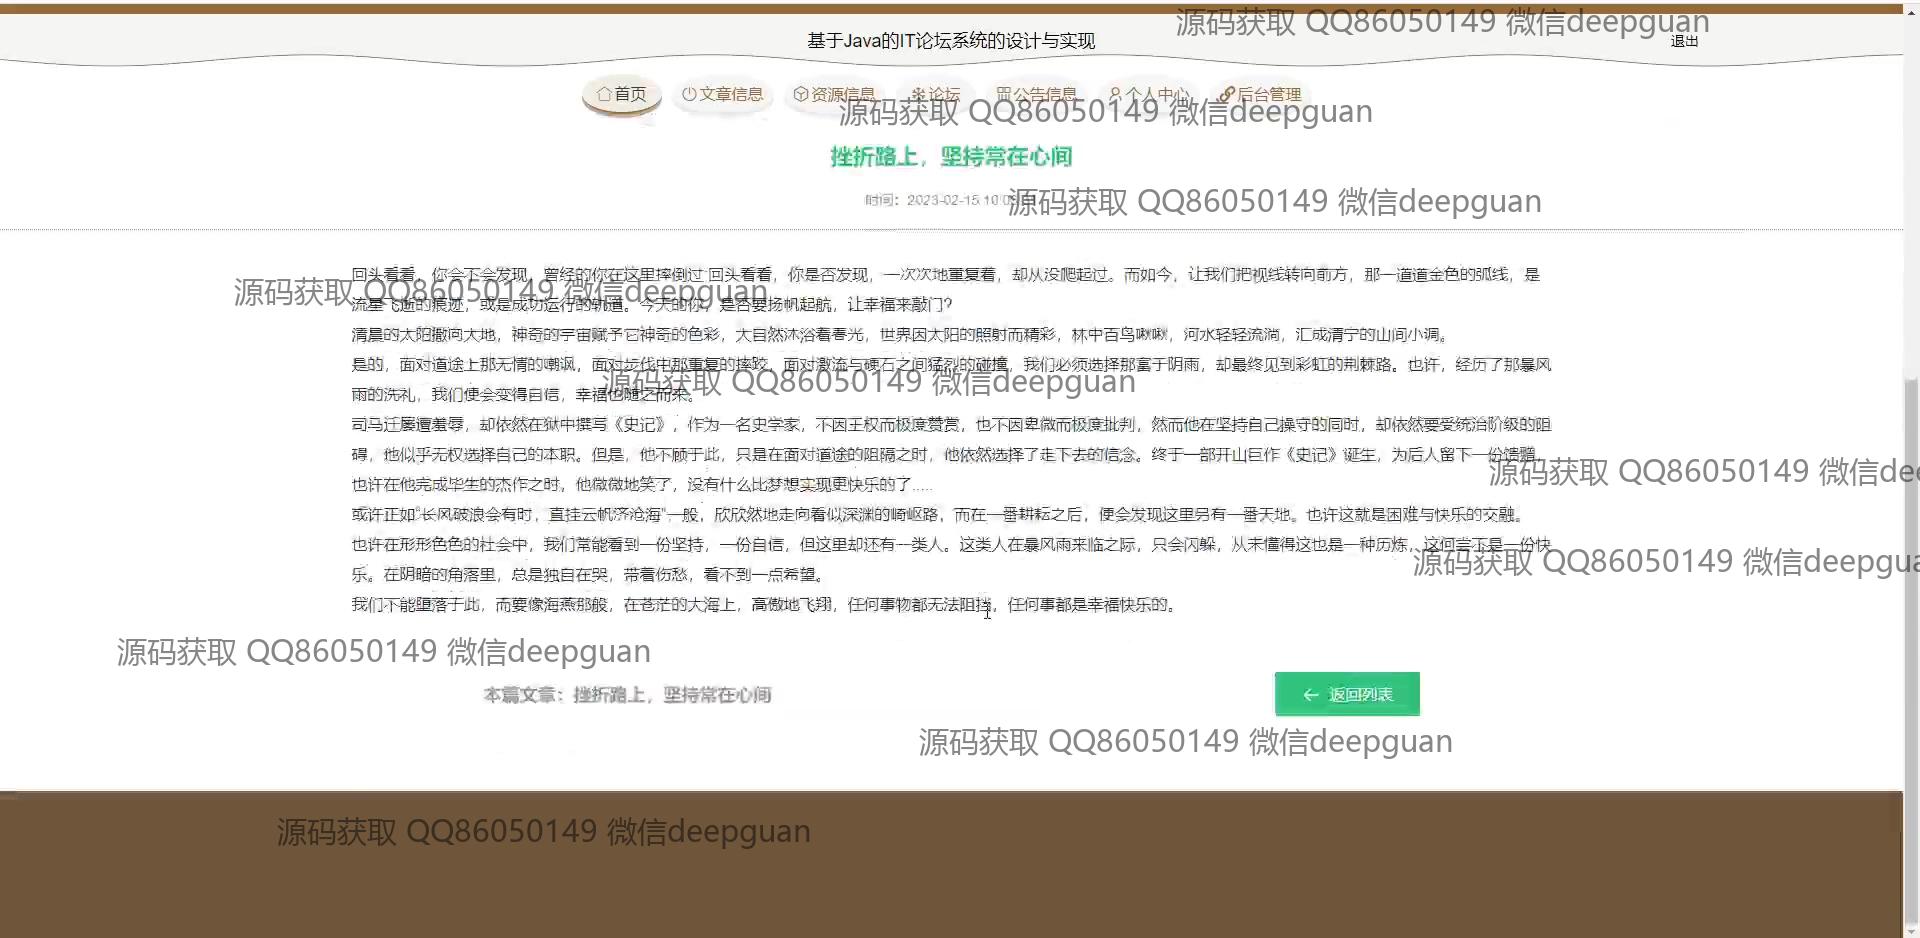 源码获取 QQ86050149 微信deepguan
基于Java的IT论坛系统的设计与实现
退出
首页
文章信息
资源信息
论坛
公告信息
个人中心
后台管理
源码获取 QQ86050149 微信deepguan
挫折路上，坚持常在心间
时间：2023-02-15 10:0
源码获取 QQ86050149 微信deepguan
回头看看，你会不会发现，曾经的你在这里摔倒过 回头看看，你是否发现，一次次地重复着，却从没爬起过。而如今，让我们把视线转向前方，那一道道金色的弧线，是
源码获取 QQ86050149 微信deepguan
流星飞逝的痕迹，或是成功运行的轨道。今天的你，是否要扬帆起航，让幸福来敲门?
清晨的太阳撒向大地，神奇的宇宙赋予它神奇的色彩，大自然沐浴着春光，世界因太阳的照射而精彩，林中百鸟啾啾，河水轻轻流淌，汇成清宁的山间小调。
是的，面对道途上那无情的嘲讽，面对步伐中那重复的摔跤，面对激流与硬石之间猛烈的碰撞，我们必须选择那富于阴雨，却最终见到彩虹的荆棘路。也许，经历了那暴风
源码获取 QQ86050149 微信deepguan
雨的洗礼，我们便会变得自信，幸福也随之而来。
司马迁屡遭羞辱，却依然在狱中撰写《史记》，作为一名史学家，不因王权而极度赞赏，也不因卑微而极度批判，然而他在坚持自己操守的同时，却依然要受统治阶级的阻
碍，他似乎无权选择自己的本职。但是，他不顾于此，只是在面对道途的阻隔之时，他依然选择了走下去的信念。终于一部开山巨作《史记》诞生，为后人留下一份馈赠，
源码获取 QQ86050149 微信dee
也许在他完成毕生的杰作之时，他微微地笑了，没有什么比梦想实现更快乐的了.....
或许正如"长风破浪会有时，直挂云帆济沧海"一般，欣欣然地走向看似深渊的崎岖路，而在一番耕耘之后，便会发现这里另有一番天地。也许这就是困难与快乐的交融。
也许在形形色色的社会中，我们常能看到一份坚持，一份自信，但这里却还有一类人。这类人在暴风雨来临之际，只会闪躲，从未懂得这也是一种历炼，这何尝不是一份快
源码获取 QQ86050149 微信deepgua
乐。在阴暗的角落里，总是独自在哭，带着伤愁，看不到一点希望。
我们不能堕落于此，而要像海燕那般，在苍茫的大海上，高傲地飞翔，任何事物都无法阻挡，任何事都是幸福快乐的。
源码获取 QQ86050149 微信deepguan
本篇文章：挫折路上，坚持常在心间
返回列表
源码获取 QQ86050149 微信deepguan
源码获取 QQ86050149 微信deepguan